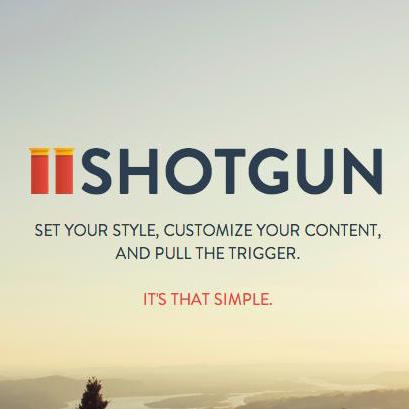 SHOTGUN
SET YOUR STYLE, CUSTOMIZE YOUR CONTENT,
AND PULL THE TRIGGER.
IT'S THAT SIMPLE.